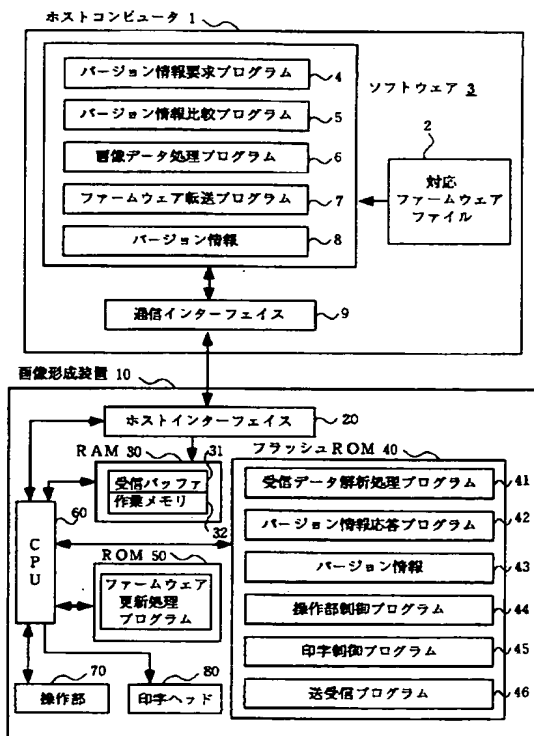 ホストコンピュータ 1
バージョン情報要求プログラム
4
ソフトウェア 3
バージョン情報比較プログラム
5
画像データ処理プログラム
6
2
対応
ファームウェア
ファイル
ファームウェア転送プログラム
7
バージョン情報
8
通信インターフェイス
9
画像形成装置 10
ホストインターフェイス
20
RAM 30
31
受信バッファ
作業メモリ
32
フラッシュROM 40
受信データ解析処理プログラム
41
バージョン情報応答プログラム
42
バージョン情報
43
操作部制御プログラム
44
印字制御プログラム
45
送受信プログラム
46
60
CPU
ROM 50
ファームウェア
更新処理
プログラム
70
操作部
80
印字ヘッド